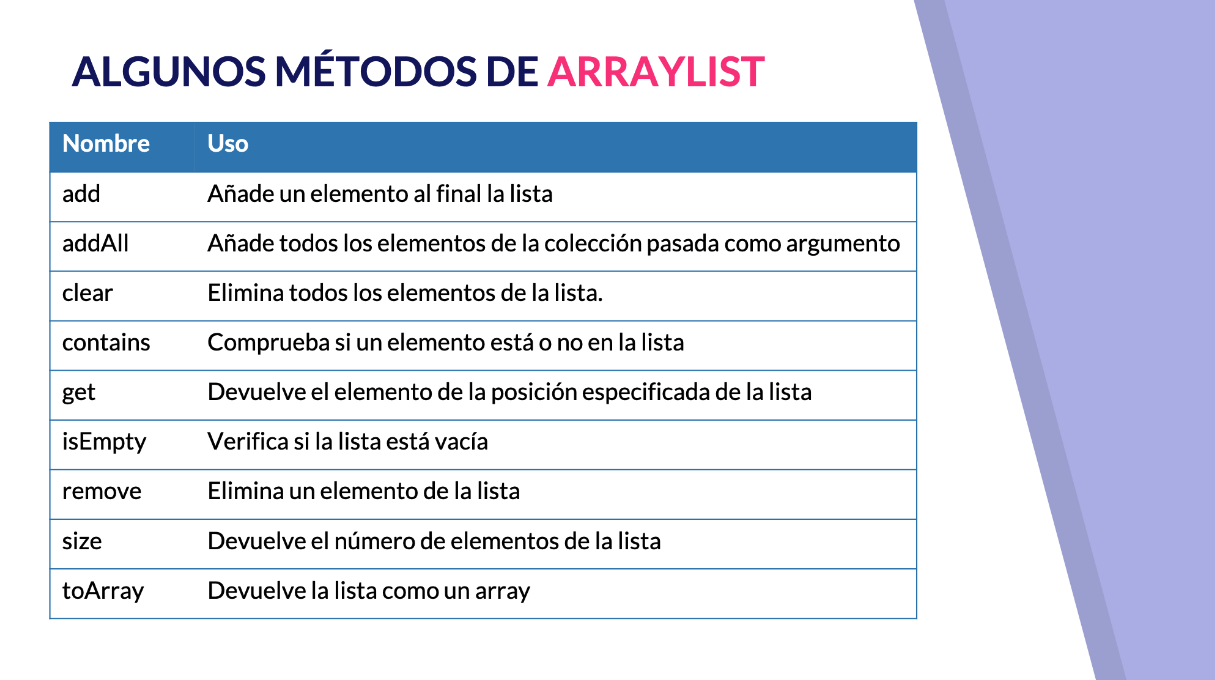 ALGUNOS MÉTODOS DE ARRAYLIST
Nombre Uso
add Añade un elemento al final la lista
addAll Añade todos los elementos de la colección pasada como argumento
clear Elimina todos los elementos de la lista.
contains Comprueba si un elemento está o no en la lista
get Devuelve el elemento de la posición especificada de la lista
isEmpty Verifica si la lista está vacía
remove Elimina un elemento de la lista
size Devuelve el número de elementos de la lista
toArray Devuelve la lista como un array